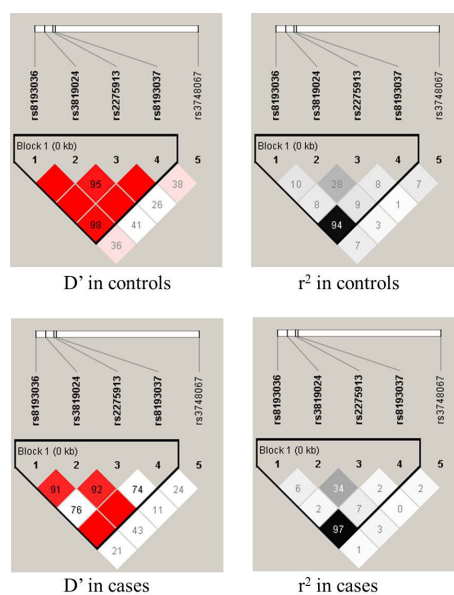 rs8193036 rs3819024 rs2275913 rs8193037 rs3748067
Block 1 (0 kb)
1 2 3 4 5
95 38
26
98 41
36
D' in controls
rs8193036 rs3819024 rs2275913 rs8193037 rs3748067
Block 1 (0 kb)
1 2 3 4 5
10 28 8 7
8 9 1
94 3
7
r² in controls
rs8193036 rs3819024 rs2275913 rs8193037 rs3748067
Block 1 (0 kb)
1 2 3 4 5
91 92 74 24
76 11
43
21
D' in cases
rs8193036 rs3819024 rs2275913 rs8193037 rs3748067
Block 1 (0 kb)
1 2 3 4 5
6 34 2 2
2 7 0
97 3
1
r² in cases